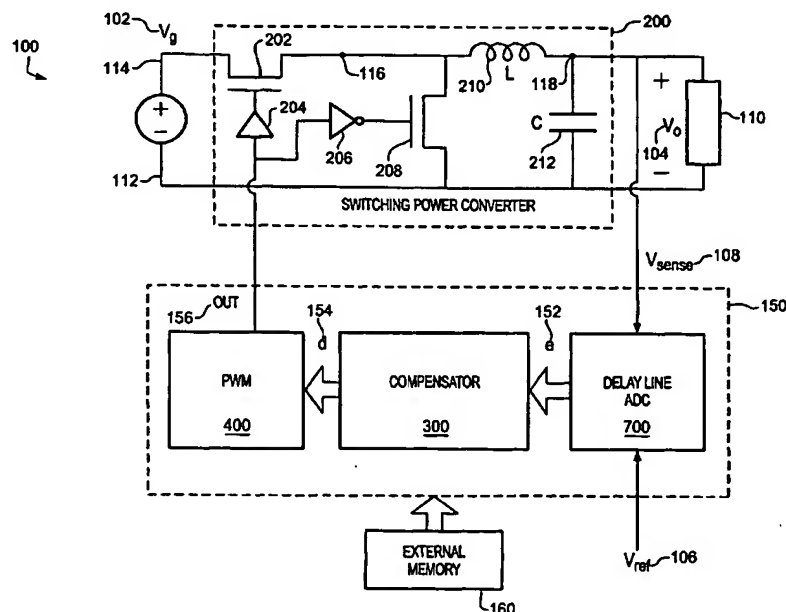 102 Vg 202 200
100
114 116 118
204 210 L
+ 206 C + 110
− 208 212 104 Vo
112 −
SWITCHING POWER CONVERTER
Vsense 108
156 OUT 154 152 150
d e
PWM COMPENSATOR DELAY LINE
ADC
400 300 700
EXTERNAL
MEMORY
Vref 106
160